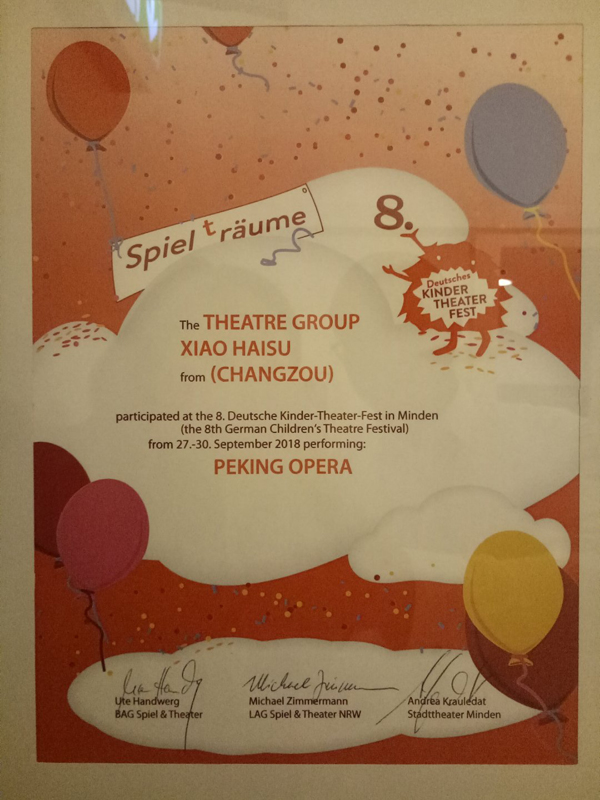 Spiel träume
8.
Deutsches
KINDER
THEATER
FEST
The THEATRE GROUP
XIAO HAISU
from (CHANGZOU)
participated at the 8. Deutsche Kinder-Theater-Fest in Minden
(the 8th German Children's Theatre Festival)
from 27.-30. September 2018 performing:
PEKING OPERA
Ute Handwerg
BAG Spiel & Theater
Michael Zimmermann
LAG Spiel & Theater NRW
Andrea Krauledat
Stadttheater Minden